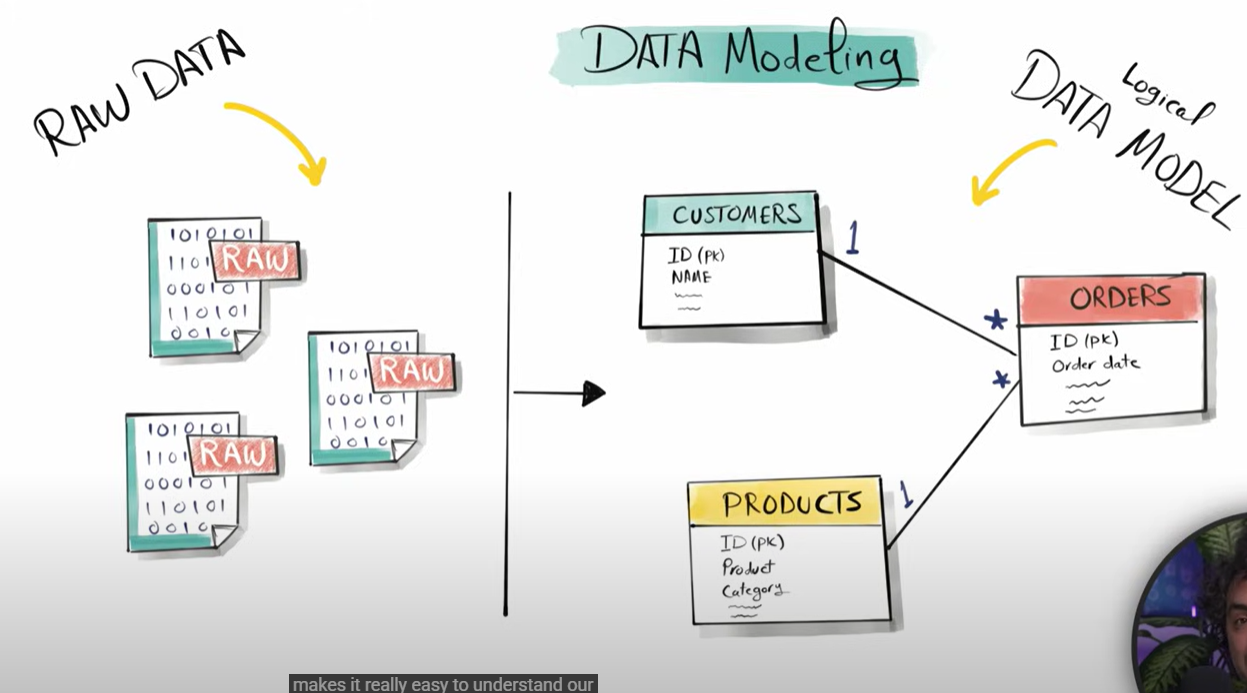 RAW DATA
DATA Modeling
Logical
DATA MODEL
1010101
1101
RAW
000101
110101
0010
1010101
1101
RAW
000101
110101
0010
1010101
1101
RAW
000101
110101
0010
CUSTOMERS
ID (PK)
NAME
1
*
ORDERS
ID (PK)
Order date
*
1
PRODUCTS
ID (PK)
Product
Category
makes it really easy to understand our